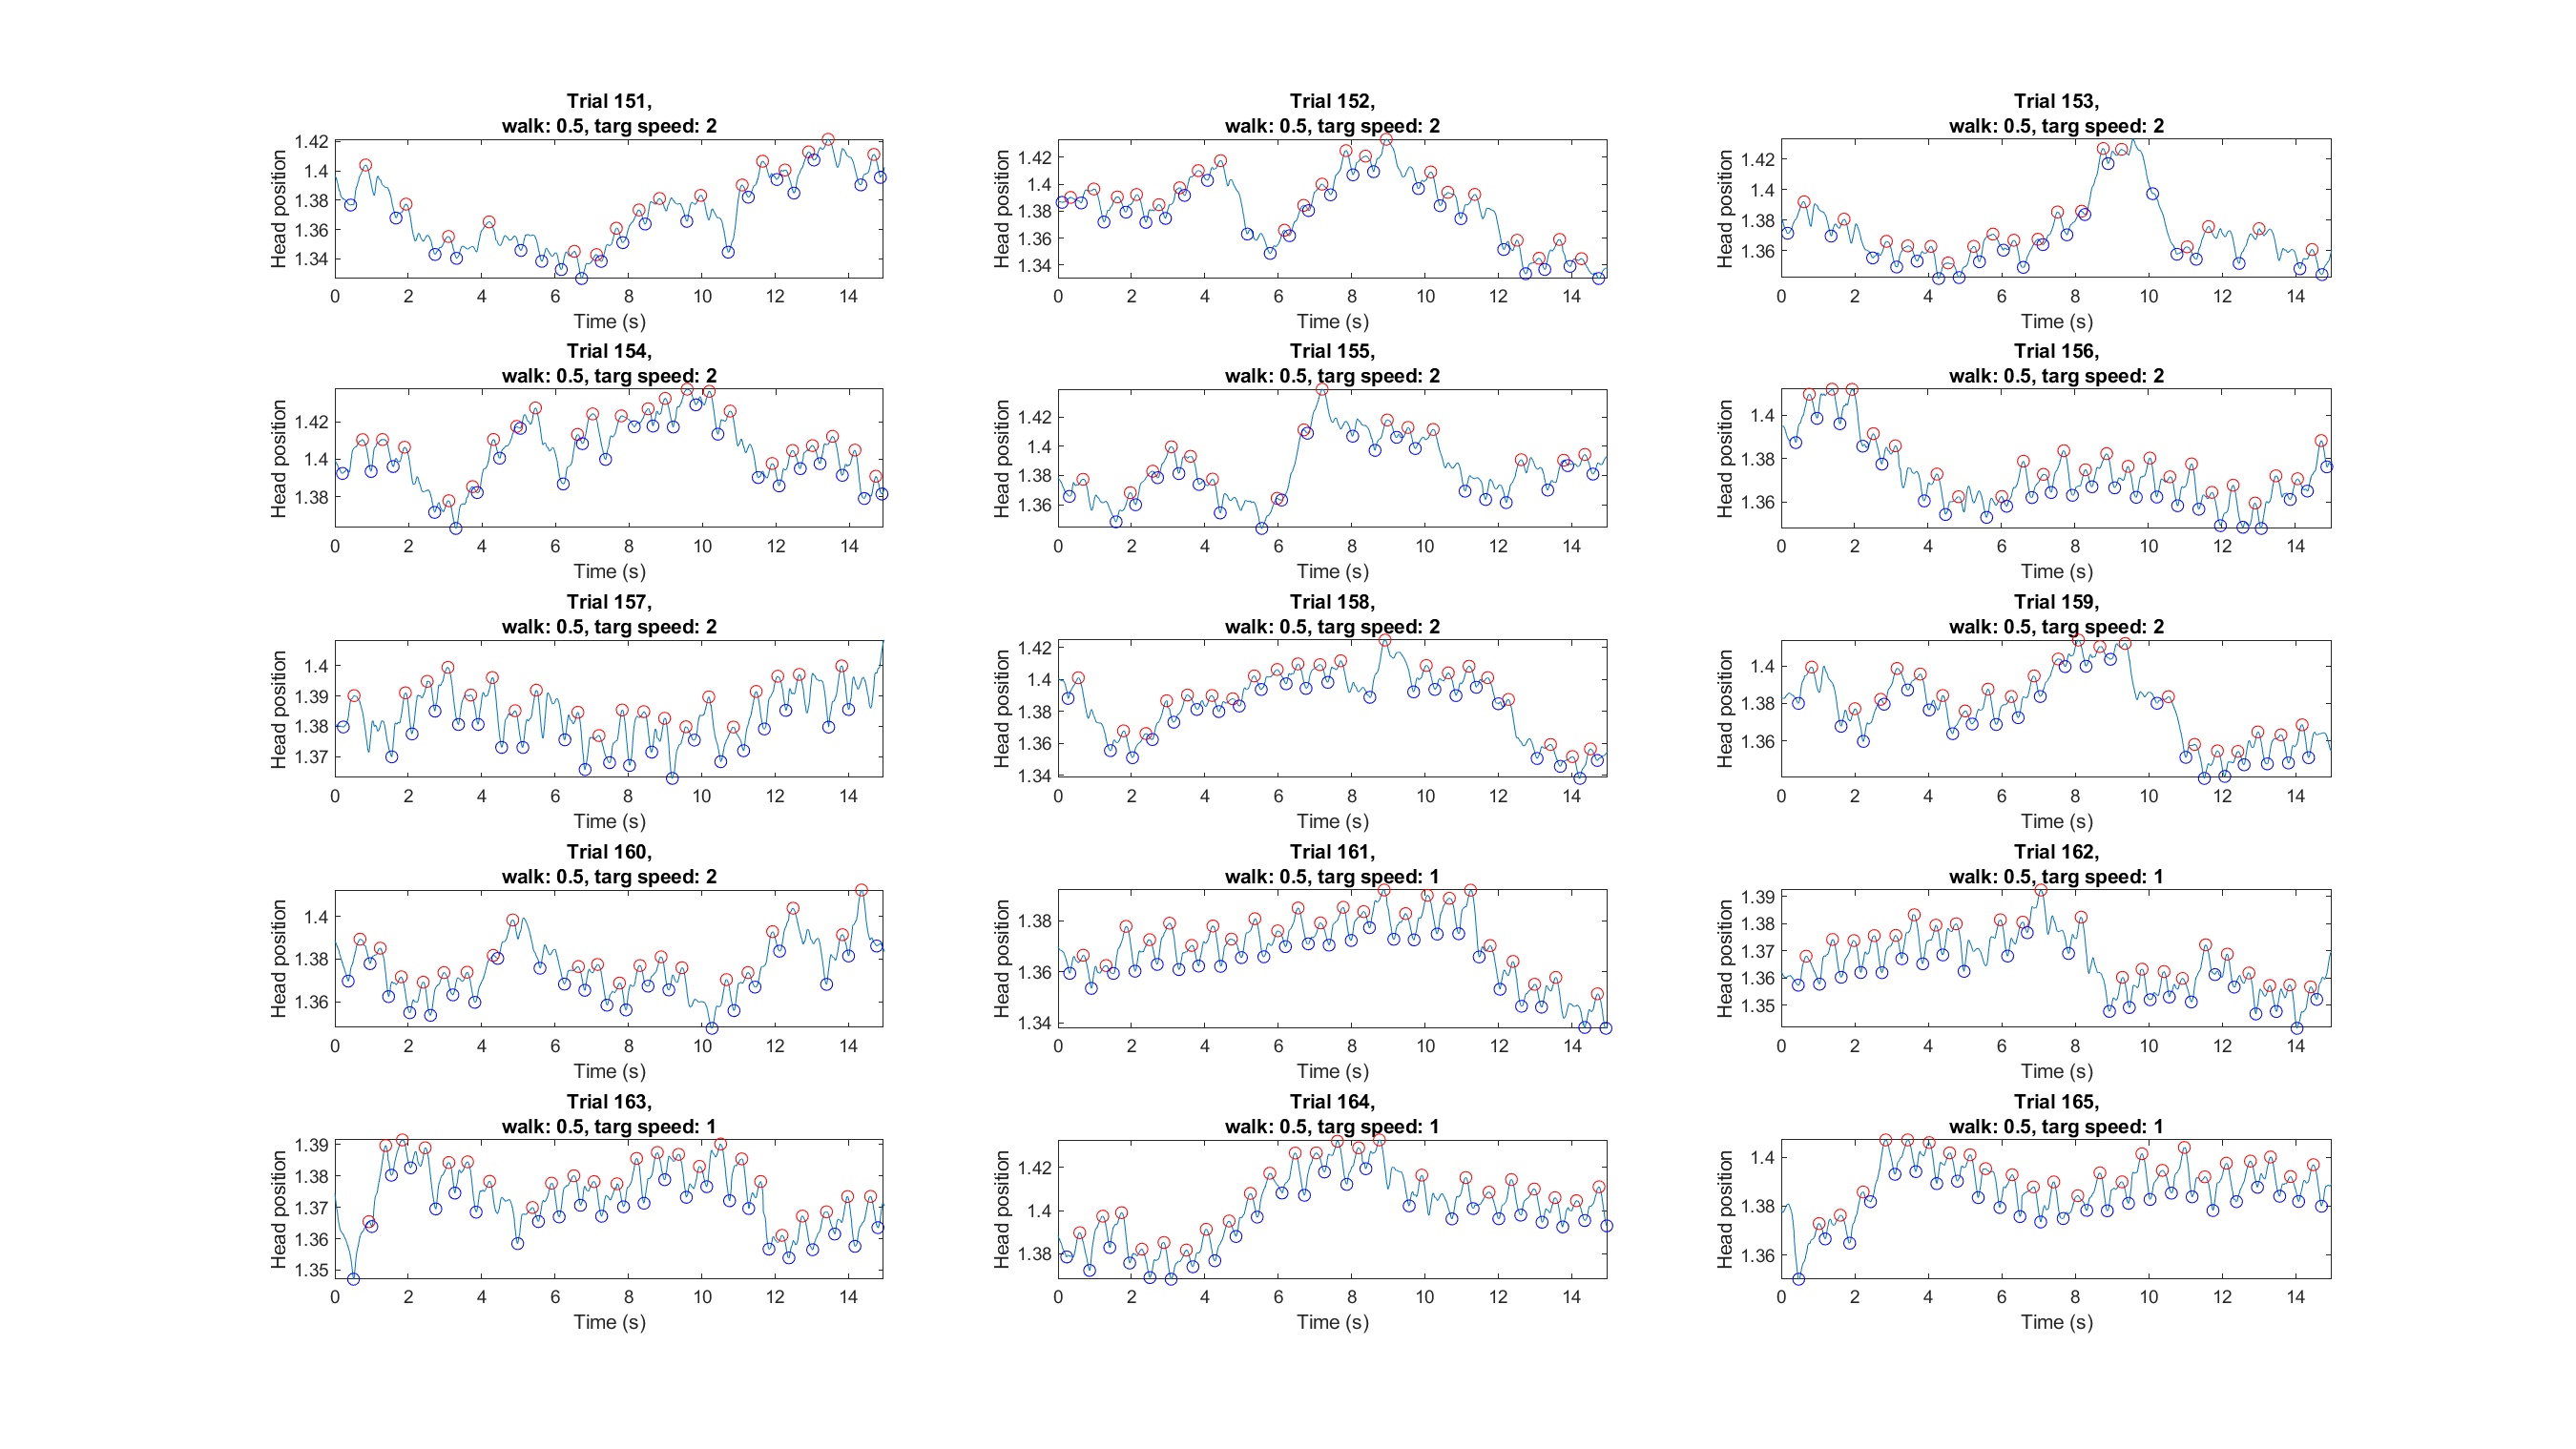 Trial 151,
walk: 0.5, targ speed: 2
Head position
1.42
1.4
1.38
1.36
1.34
0 2 4 6 8 10 12 14
Time (s)
Trial 152,
walk: 0.5, targ speed: 2
Head position
1.42
1.4
1.38
1.36
1.34
0 2 4 6 8 10 12 14
Time (s)
Trial 153,
walk: 0.5, targ speed: 2
Head position
1.42
1.4
1.38
1.36
0 2 4 6 8 10 12 14
Time (s)
Trial 154,
walk: 0.5, targ speed: 2
Head position
1.42
1.4
1.38
0 2 4 6 8 10 12 14
Time (s)
Trial 155,
walk: 0.5, targ speed: 2
Head position
1.42
1.4
1.38
1.36
0 2 4 6 8 10 12 14
Time (s)
Trial 156,
walk: 0.5, targ speed: 2
Head position
1.4
1.38
1.36
0 2 4 6 8 10 12 14
Time (s)
Trial 157,
walk: 0.5, targ speed: 2
Head position
1.4
1.39
1.38
1.37
0 2 4 6 8 10 12 14
Time (s)
Trial 158,
walk: 0.5, targ speed: 2
Head position
1.42
1.4
1.38
1.36
1.34
0 2 4 6 8 10 12 14
Time (s)
Trial 159,
walk: 0.5, targ speed: 2
Head position
1.4
1.38
1.36
0 2 4 6 8 10 12 14
Time (s)
Trial 160,
walk: 0.5, targ speed: 2
Head position
1.4
1.38
1.36
0 2 4 6 8 10 12 14
Time (s)
Trial 161,
walk: 0.5, targ speed: 1
Head position
1.38
1.36
1.34
0 2 4 6 8 10 12 14
Time (s)
Trial 162,
walk: 0.5, targ speed: 1
Head position
1.39
1.38
1.37
1.36
1.35
0 2 4 6 8 10 12 14
Time (s)
Trial 163,
walk: 0.5, targ speed: 1
Head position
1.39
1.38
1.37
1.36
1.35
0 2 4 6 8 10 12 14
Time (s)
Trial 164,
walk: 0.5, targ speed: 1
Head position
1.42
1.4
1.38
0 2 4 6 8 10 12 14
Time (s)
Trial 165,
walk: 0.5, targ speed: 1
Head position
1.4
1.38
1.36
0 2 4 6 8 10 12 14
Time (s)